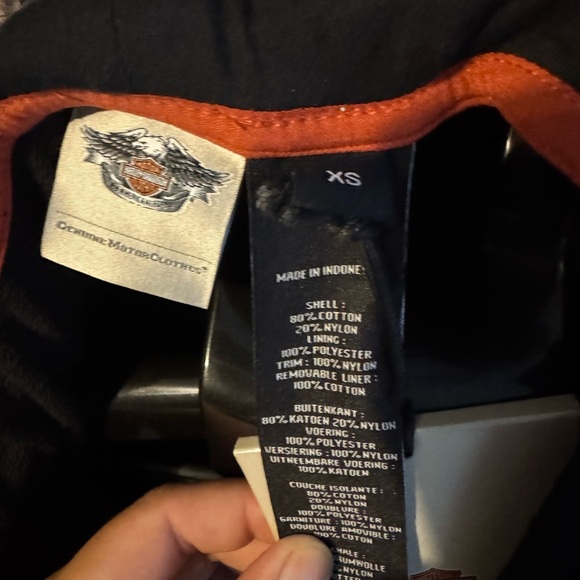 GENUINE MOTORCLOTHES
XS
MADE IN INDONE
SHELL :
80% COTTON
20% NYLON
LINING :
100% POLYESTER
TRIM : 100% NYLON
REMOVABLE LINER :
100% COTTON
BUITENKANT :
80% KATOEN 20% NYLON
VOERING :
100% POLYESTER
VERSIERING : 100% NYLON
UITNEEMBARE VOERING :
100% KATOEN
COUCHE ISOLANTE :
80% COTON
20% NYLON
DOUBLURE :
100% POLYESTER
GARNITURE : 100% NYLON
DOUBLURE AMOVIBLE :
COTON